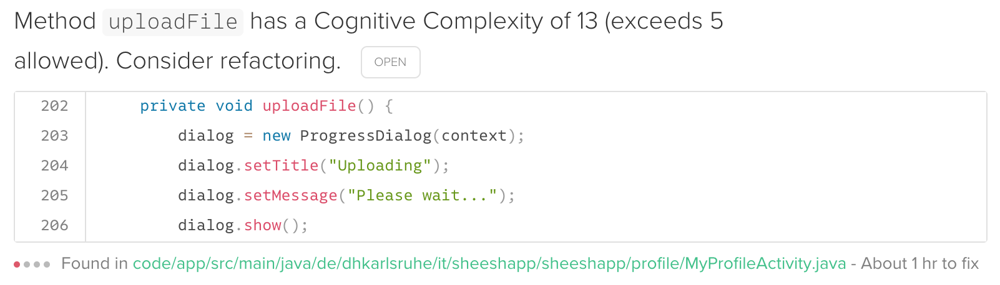 Method uploadFile has a Cognitive Complexity of 13 (exceeds 5
allowed). Consider refactoring. OPEN
202 private void uploadFile() {
203 dialog = new ProgressDialog(context);
204 dialog.setTitle("Uploading");
205 dialog.setMessage("Please wait...");
206 dialog.show();
Found in code/app/src/main/java/de/dhkarlsruhe/it/sheeshapp/sheeshapp/profile/MyProfileActivity.java - About 1 hr to fix